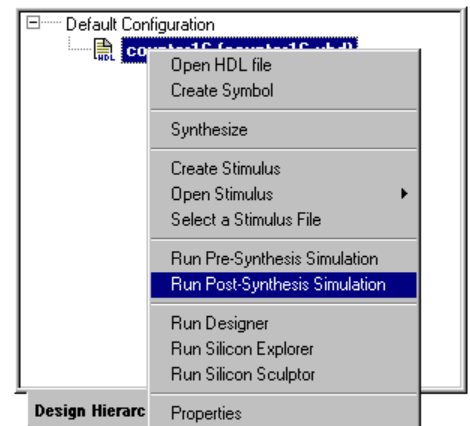 Default Configuration
HDL
Open HDL file
Create Symbol
Synthesize
Create Stimulus
Open Stimulus
Select a Stimulus File
Run Pre-Synthesis Simulation
Run Post-Synthesis Simulation
Run Designer
Run Silicon Explorer
Run Silicon Sculptor
Design Hierarc
Properties